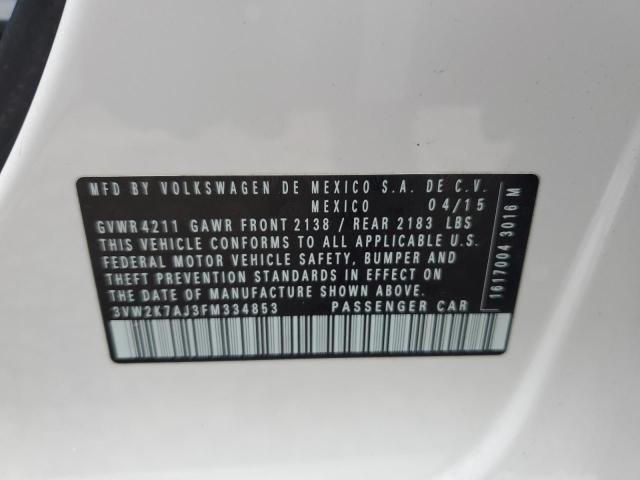 MFD BY VOLKSWAGEN DE MEXICO S.A. DE C.V.
MEXICO 04/15
GVWR 4211 GAWR FRONT 2138 / REAR 2183 LBS
THIS VEHICLE CONFORMS TO ALL APPLICABLE U.S.
FEDERAL MOTOR VEHICLE SAFETY, BUMPER AND
THEFT PREVENTION STANDARDS IN EFFECT ON
THE DATE OF MANUFACTURE SHOWN ABOVE.
3VW2K7AJ3FM334853 PASSENGER CAR
1617004 3016 M